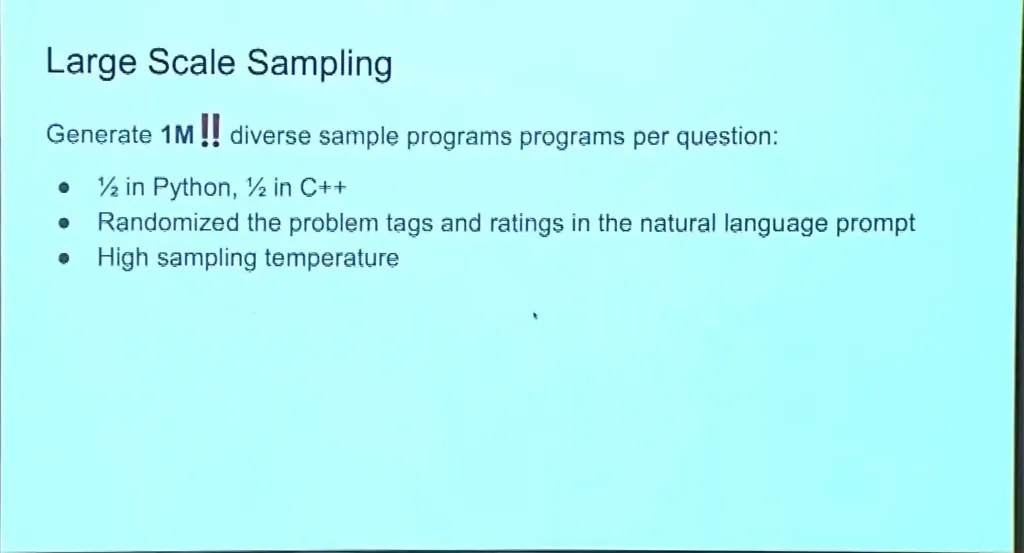 Large Scale Sampling
Generate 1M!! diverse sample programs programs per question:
● ½ in Python, ½ in C++
● Randomized the problem tags and ratings in the natural language prompt
● High sampling temperature